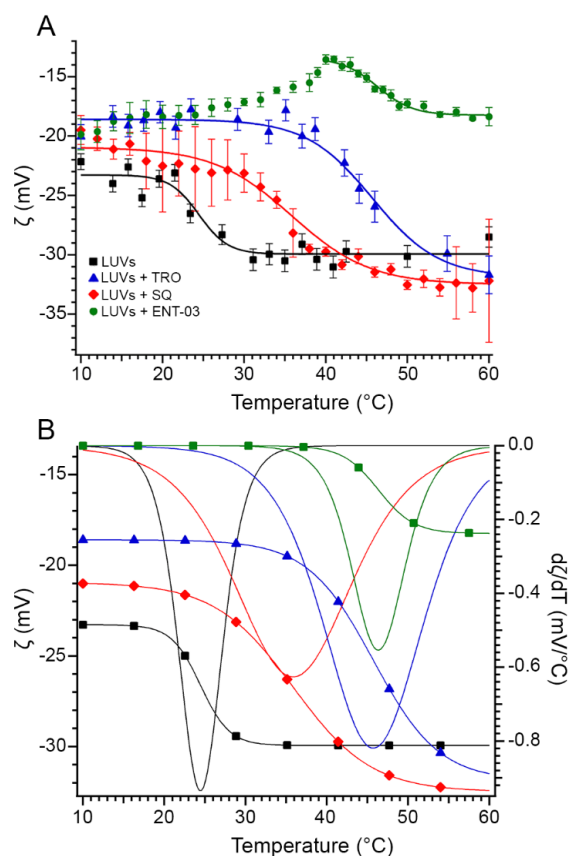 A
-15
-20
-25
-30
-35
ζ (mV)
LUVs
LUVs + TRO
LUVs + SQ
LUVs + ENT-03
10 20 30 40 50 60
Temperature (°C)
B
-15
-20
-25
-30
ζ (mV)
0.0
-0.2
-0.4
-0.6
-0.8
dζ/dT (mV/°C)
10 20 30 40 50 60
Temperature (°C)